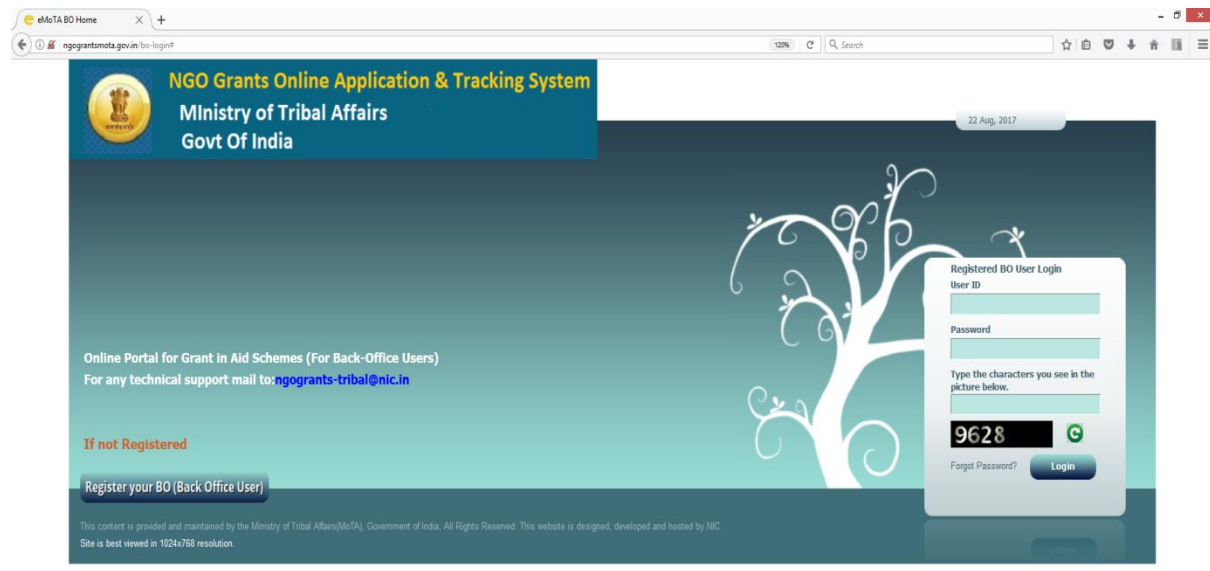 eMoTA BO Home
ngograntsmota.gov.in/bo-login#
120%
Search
NGO Grants Online Application & Tracking System
MInistry of Tribal Affairs
Govt Of India
22 Aug, 2017
Registered BO User Login
User ID
Password
Online Portal for Grant in Aid Schemes (For Back-Office Users)
For any technical support mail to:ngogrants-tribal@nic.in
Type the characters you see in the
picture below.
9628
If not Registered
Forgot Password?
Login
Register your BO (Back Office User)
This content is provided and maintained by the Ministry of Tribal Affairs(MoTA), Government of India, All Rights Reserved. This website is designed, developed and hosted by NIC.
Site is best viewed in 1024x768 resolution.